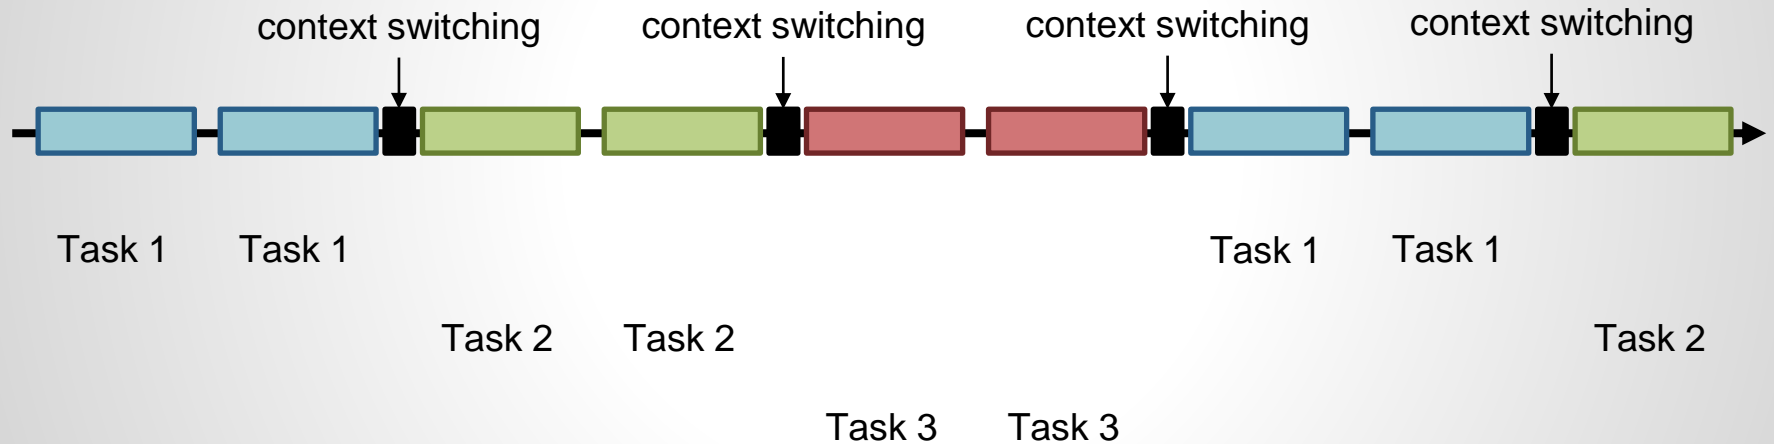 context switching context switching context switching context switching
Task 1 Task 1 Task 1 Task 1
Task 2 Task 2 Task 2
Task 3 Task 3